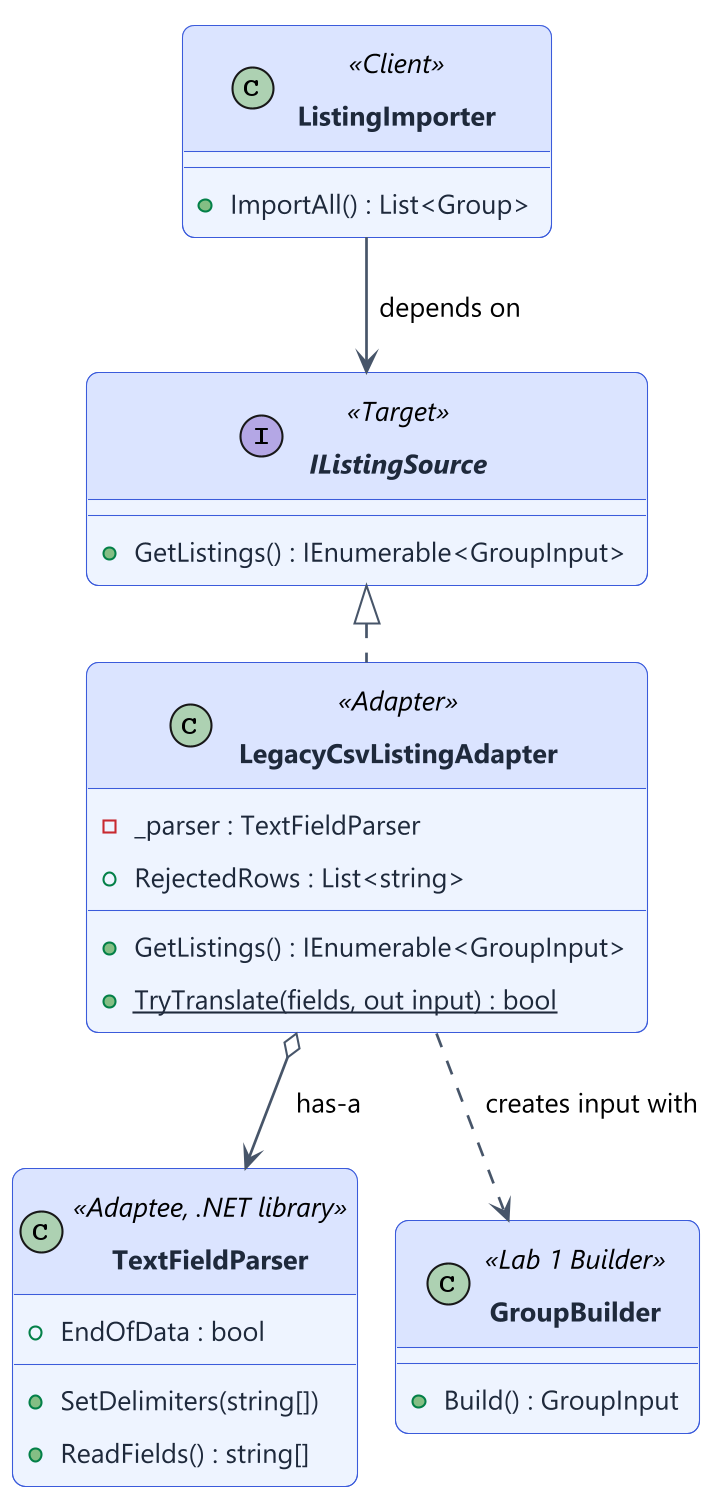 «Client»
C
ListingImporter
ImportAll() : List<Group>
depends on
«Target»
I
IListingSource
GetListings() : IEnumerable<GroupInput>
«Adapter»
C
LegacyCsvListingAdapter
_parser : TextFieldParser
RejectedRows : List<string>
GetListings() : IEnumerable<GroupInput>
TryTranslate(fields, out input) : bool
has-a
creates input with
«Adaptee, .NET library»
C
TextFieldParser
EndOfData : bool
SetDelimiters(string[])
ReadFields() : string[]
«Lab 1 Builder»
C
GroupBuilder
Build() : GroupInput